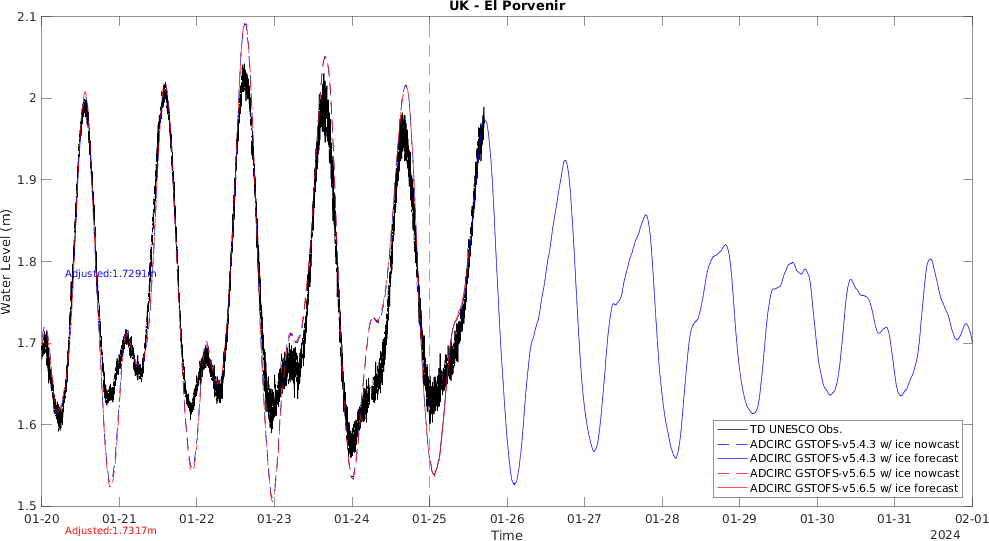 UK - El Porvenir
2.1
2
1.9
1.8
1.7
1.6
1.5
Water Level (m)
Adjusted:1.7291m
Adjusted:1.7317m
TD UNESCO Obs.
ADCIRC GSTOFS-v5.4.3 w/ ice nowcast
ADCIRC GSTOFS-v5.4.3 w/ ice forecast
ADCIRC GSTOFS-v5.6.5 w/ ice nowcast
ADCIRC GSTOFS-v5.6.5 w/ ice forecast
01-20 01-21 01-22 01-23 01-24 01-25 01-26 01-27 01-28 01-29 01-30 01-31 02-01
Time
2024